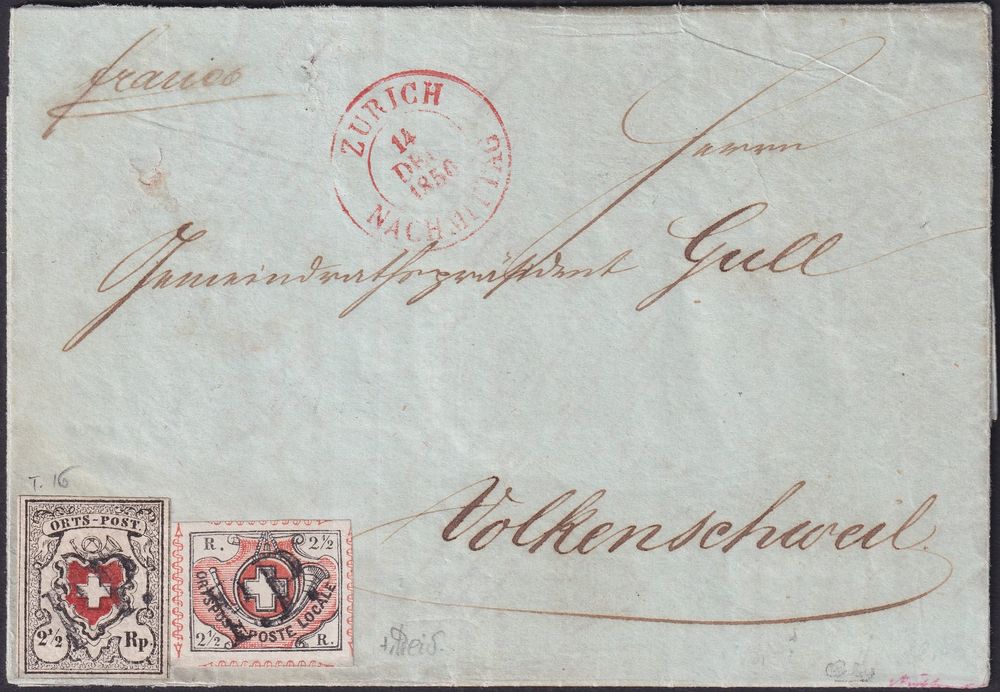 franco
ZURICH
14
DEC
1850
NACHMITTAG
Herrn
Gemeindrathspräsident Gull
Volkenschweil.
T. 16
ORTS-POST
2½ Rp.
R. 2½
ORTSPOST POSTE LOCALE
P.P.
2½ R.